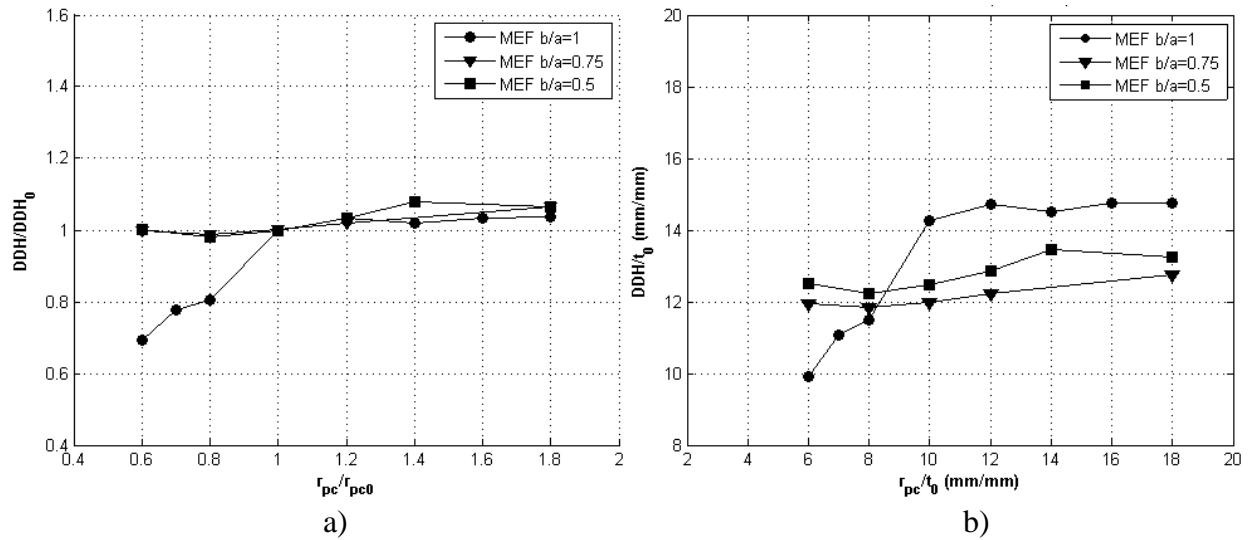 1.6
1.4
1.2
1
0.8
0.6
0.4
DDH/DDH0
MEF b/a=1
MEF b/a=0.75
MEF b/a=0.5
0.4 0.6 0.8 1 1.2 1.4 1.6 1.8 2
rpc/rpc0
a)
20
18
16
14
12
10
8
DDH/t0 (mm/mm)
MEF b/a=1
MEF b/a=0.75
MEF b/a=0.5
2 4 6 8 10 12 14 16 18 20
rpc/t0 (mm/mm)
b)